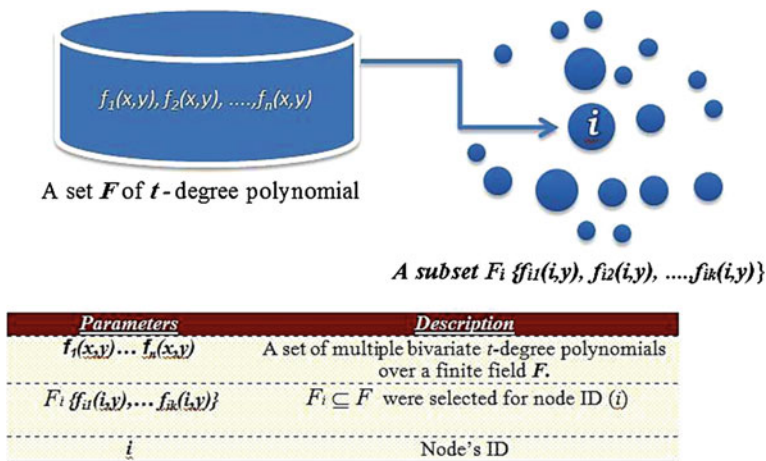 f₁(x,y), f₂(x,y), ....,fₙ(x,y)
i
A set F of t - degree polynomial
A subset Fᵢ {fᵢ₁(i,y), fᵢ₂(i,y), ....,fᵢₖ(i,y)}
Parameters Description
f₁(x,y)... fₙ(x,y) A set of multiple bivariate t-degree polynomials
over a finite field F.
Fᵢ {fᵢ₁(i,y),... fᵢₖ(i,y)} Fᵢ ⊆ F were selected for node ID (i)
i Node's ID